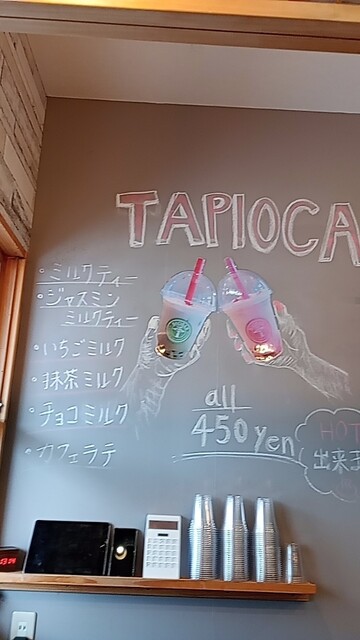 TAPIOCA
・ミルクティー
・ジャスミン
ミルクティー
・いちごミルク
・抹茶ミルク
・チョコミルク
・カフェラテ
all
450 yen
HOT
出来ま